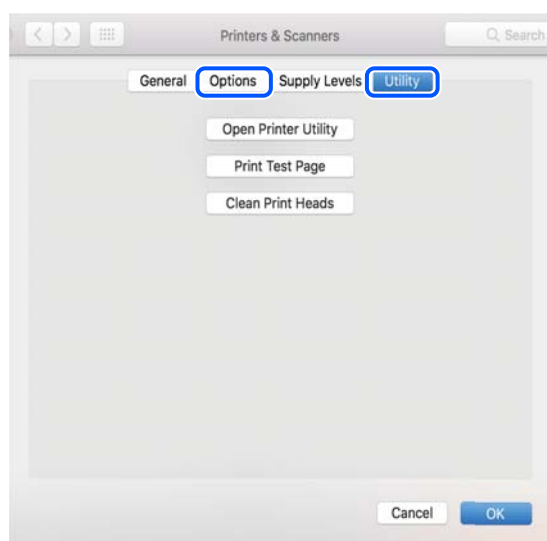 Printers & Scanners Search
General Options Supply Levels Utility
Open Printer Utility
Print Test Page
Clean Print Heads
Cancel OK